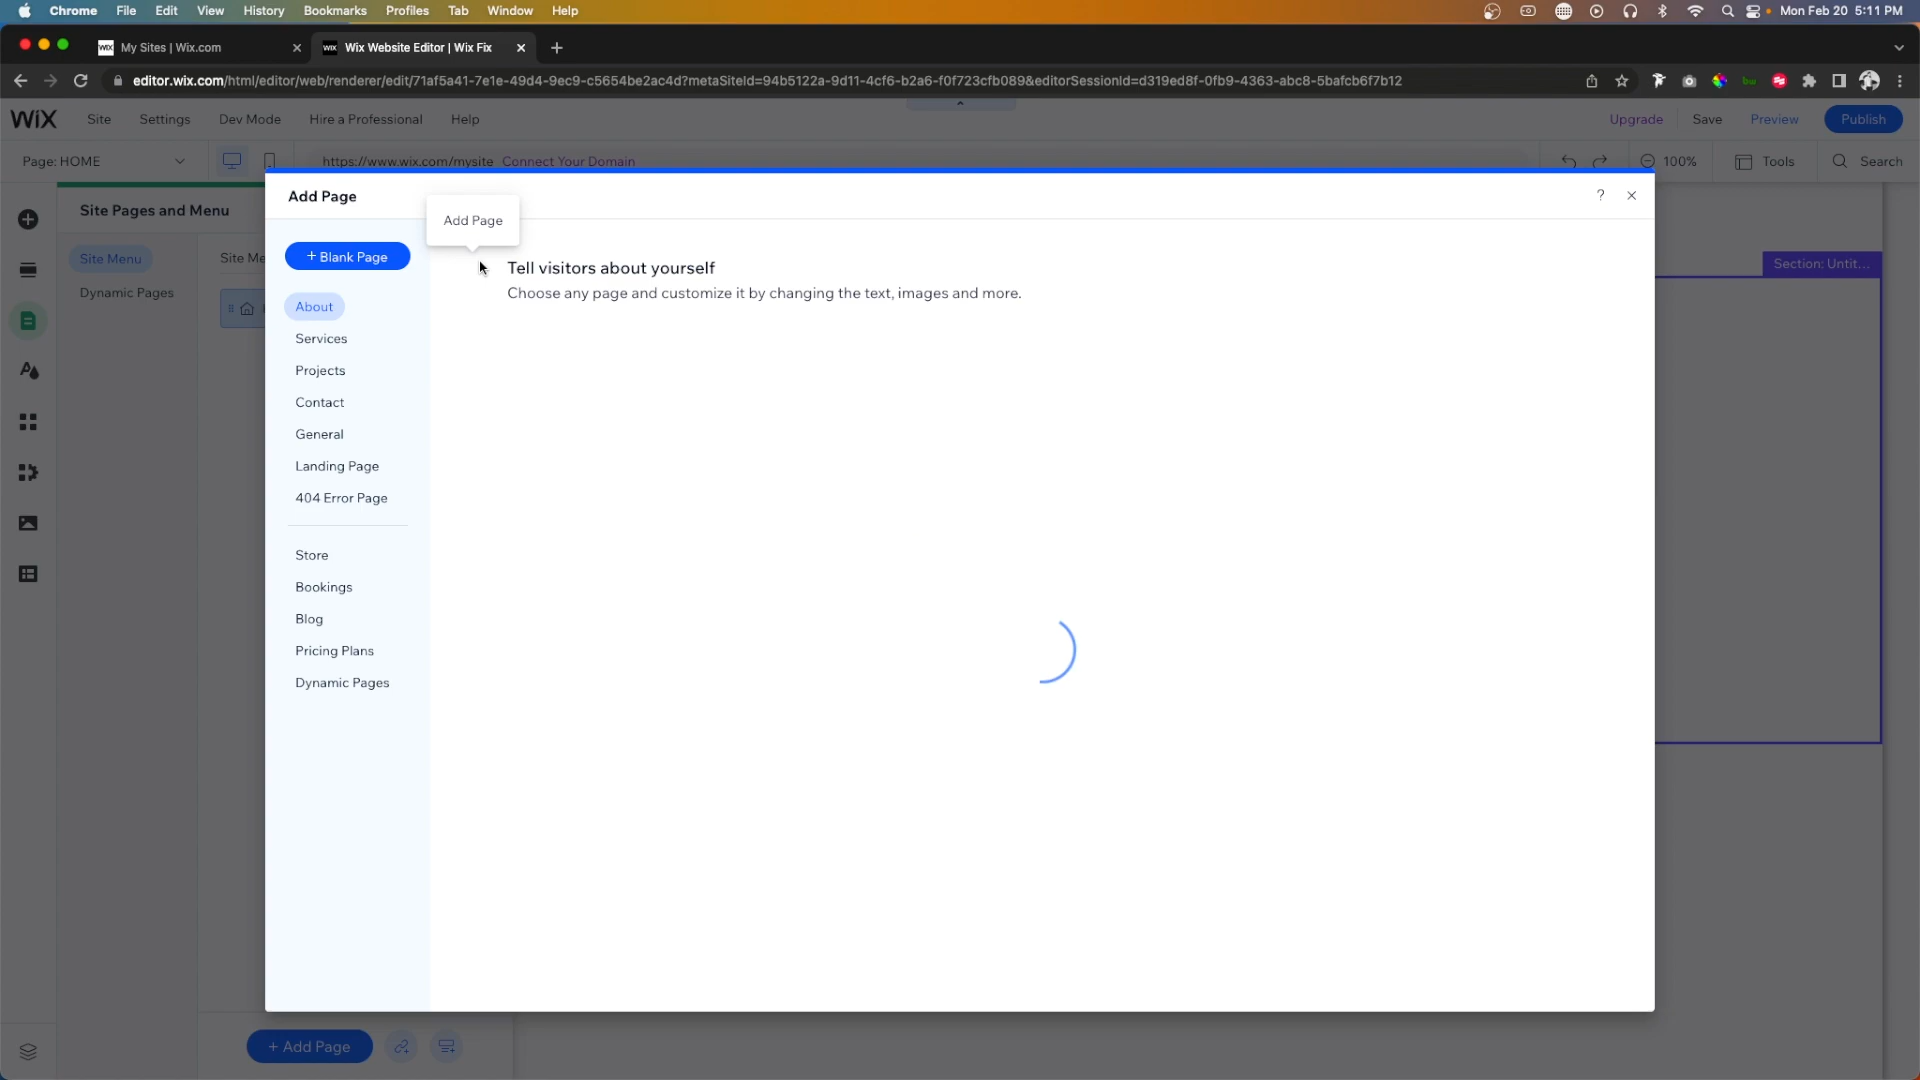 Chrome File Edit View History Bookmarks Profiles Tab Window Help Mon Feb 20 5:11 PM
WIX My Sites | Wix.com WIX Wix Website Editor | Wix Fix
editor.wix.com/html/editor/web/renderer/edit/71af5a41-7e1e-49d4-9ec9-c5654be2ac4d?metaSiteId=94b5122a-9d11-4cf6-b2a6-f0f723cfb089&editorSessionId=d319ed8f-0fb9-4363-abc8-5bafcb6f7b12
WiX Site Settings Dev Mode Hire a Professional Help Upgrade Save Preview Publish
Page: HOME https://www.wix.com/mysite Connect Your Domain 100% Tools Search
Add Page ?
Site Pages and Menu
Add Page
Site Menu
Site Me
+ Blank Page
Section: Untit...
Tell visitors about yourself
Dynamic Pages
Choose any page and customize it by changing the text, images and more.
About
Services
Projects
Contact
General
Landing Page
404 Error Page
Store
Bookings
Blog
Pricing Plans
Dynamic Pages
+ Add Page